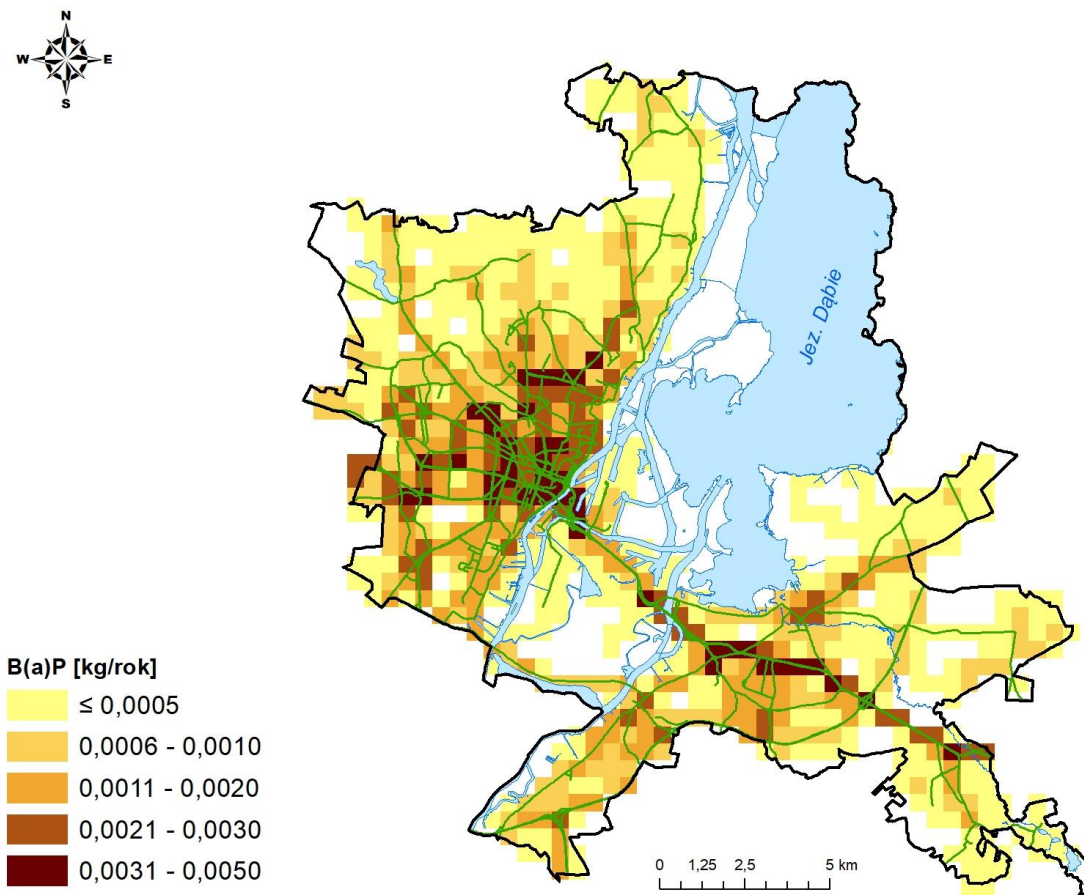 N
W E
S
Jez. Dąbie
B(a)P [kg/rok]
≤ 0,0005
0,0006 - 0,0010
0,0011 - 0,0020
0,0021 - 0,0030
0,0031 - 0,0050
0 1,25 2,5 5 km